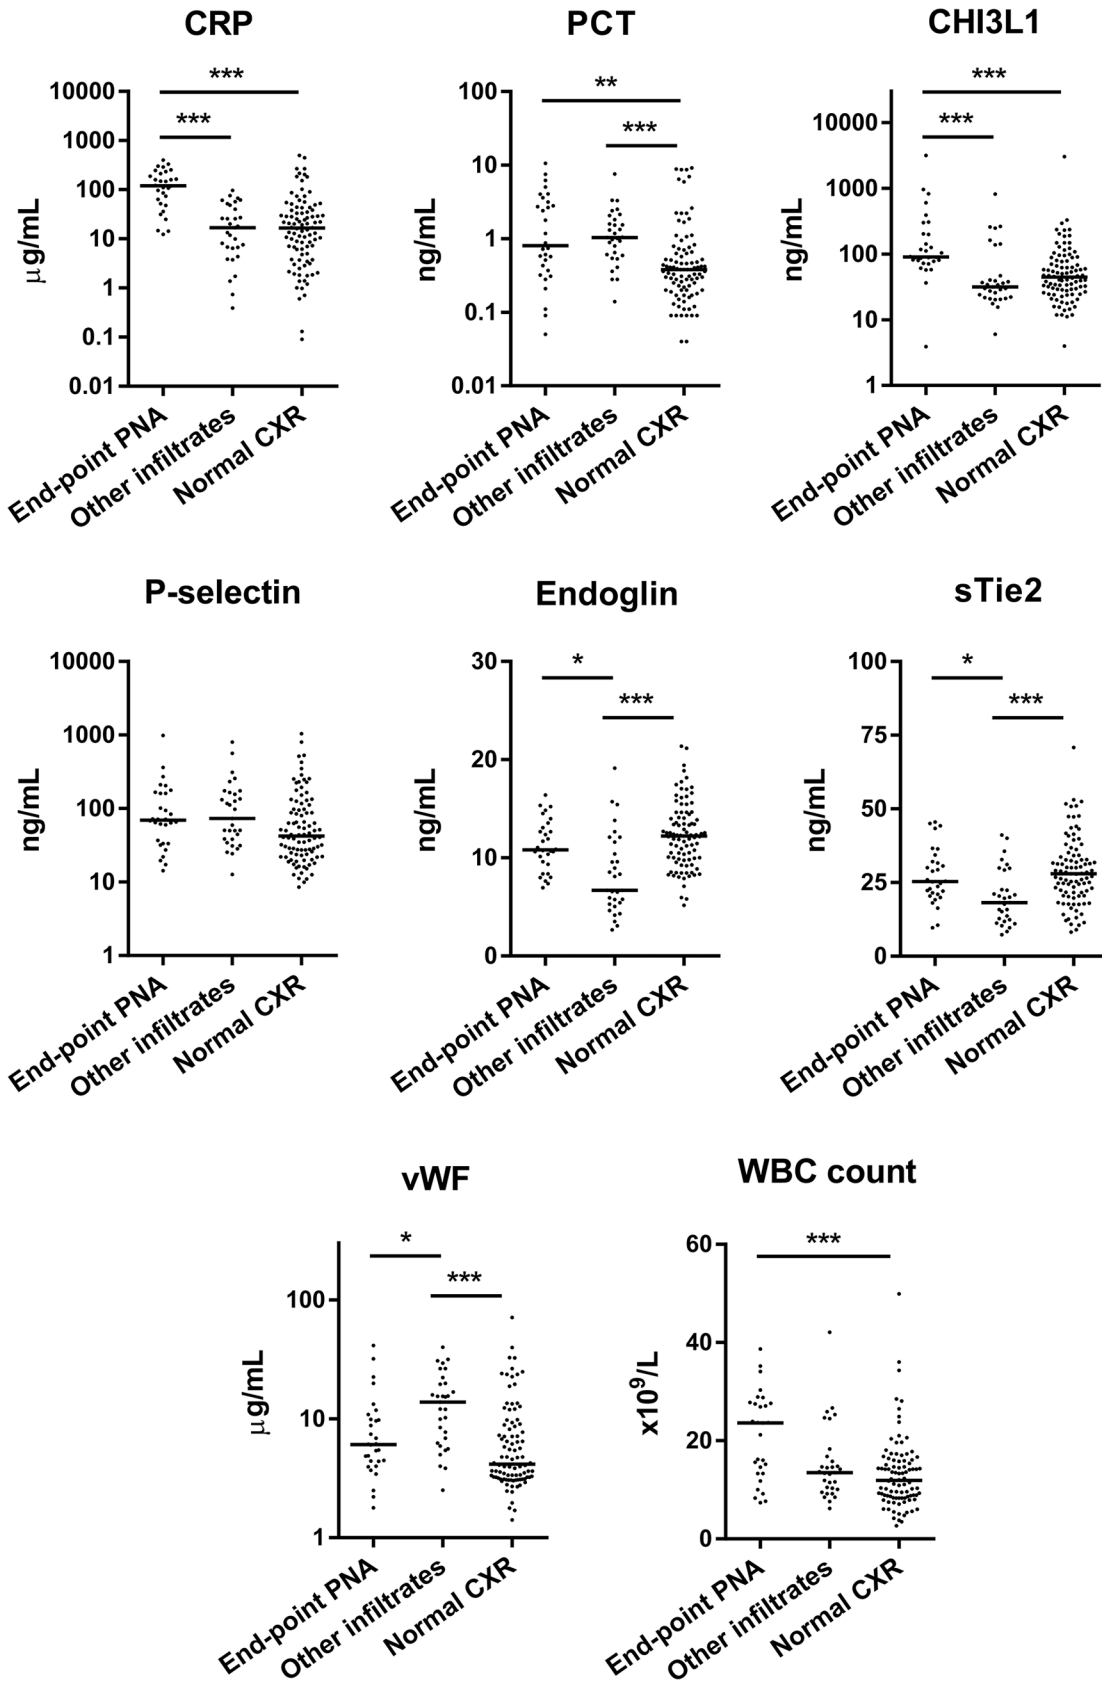 CRP
***
***
10000
1000
100
10
1
0.1
0.01
μg/mL
End-point PNA
Other infiltrates
Normal CXR
PCT
**
***
100
10
1
0.1
0.01
ng/mL
End-point PNA
Other infiltrates
Normal CXR
CHI3L1
***
***
10000
1000
100
10
1
ng/mL
End-point PNA
Other infiltrates
Normal CXR
P-selectin
10000
1000
100
10
1
ng/mL
End-point PNA
Other infiltrates
Normal CXR
Endoglin
*
***
30
20
10
0
ng/mL
End-point PNA
Other infiltrates
Normal CXR
sTie2
*
***
100
75
50
25
0
ng/mL
End-point PNA
Other infiltrates
Normal CXR
vWF
*
***
100
10
1
μg/mL
End-point PNA
Other infiltrates
Normal CXR
WBC count
***
60
40
20
0
x10⁹/L
End-point PNA
Other infiltrates
Normal CXR